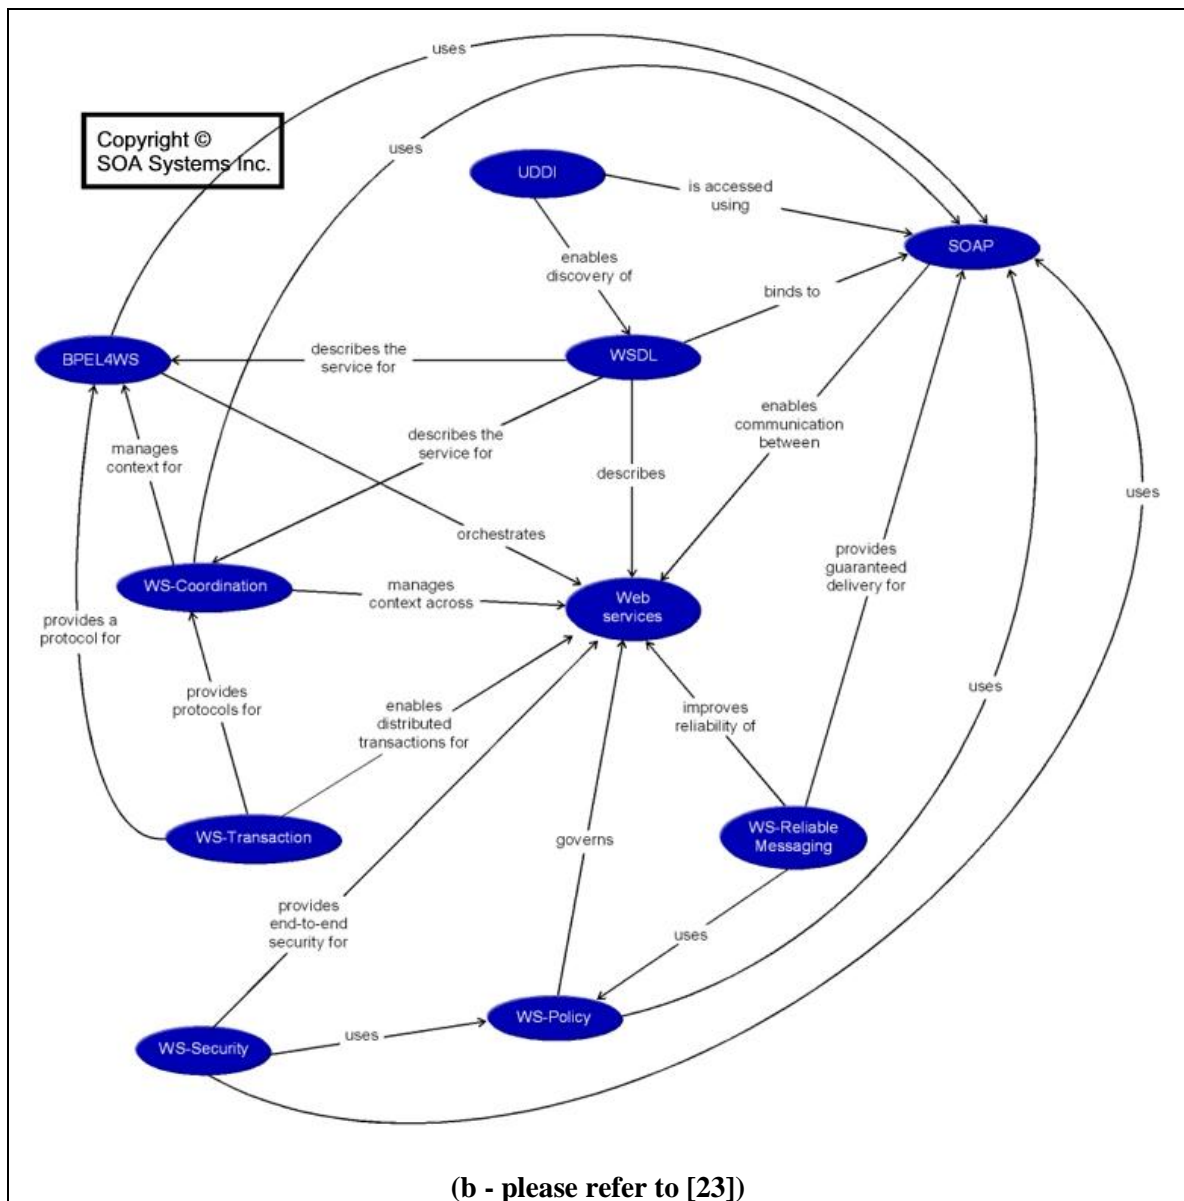 uses
Copyright ©
SOA Systems Inc.
uses
UDDI
is accessed
using
SOAP
enables
discovery of
binds to
BPEL4WS
describes the
service for
WSDL
enables
communication
between
manages
context for
describes the
service for
describes
uses
orchestrates
provides
guaranteed
delivery for
WS-Coordination
manages
context across
Web
services
provides a
protocol for
provides
protocols for
enables
distributed
transactions for
improves
reliability of
uses
WS-Transaction
governs
WS-Reliable
Messaging
provides
end-to-end
security for
uses
WS-Policy
uses
WS-Security
(b - please refer to [23])